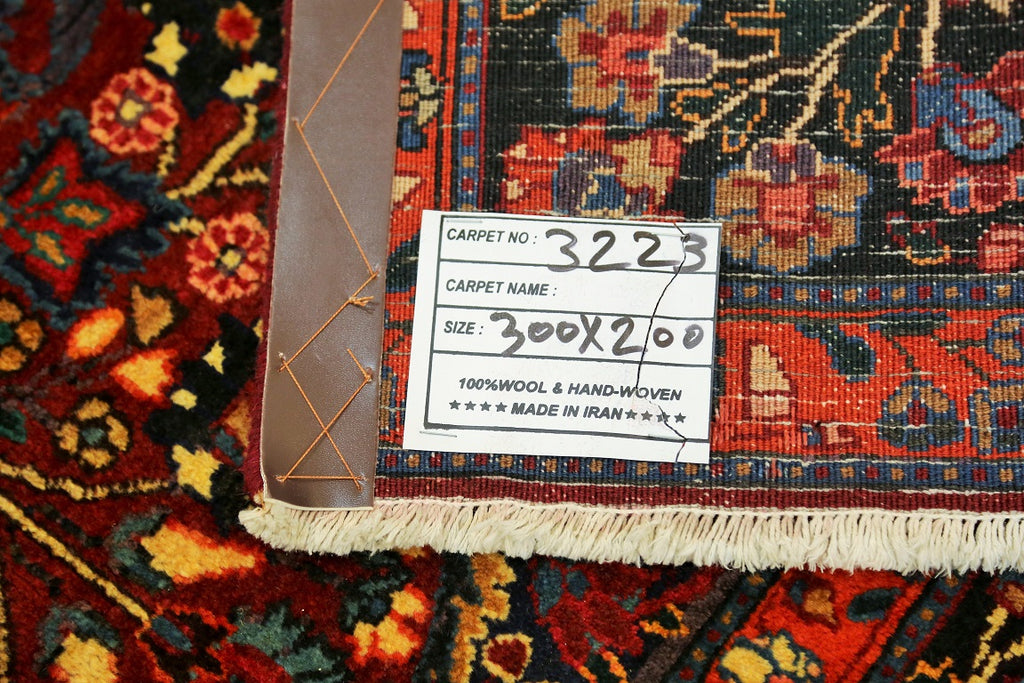 CARPET NO : 3223
CARPET NAME :
SIZE : 300X200
100%WOOL & HAND-WOVEN
★★★★ MADE IN IRAN ★★★★